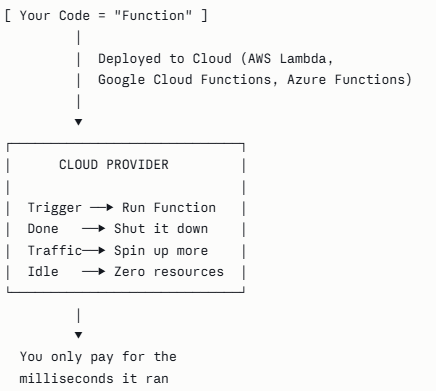 [ Your Code = "Function" ]
Deployed to Cloud (AWS Lambda,
Google Cloud Functions, Azure Functions)
CLOUD PROVIDER
Trigger ──► Run Function
Done ──► Shut it down
Traffic──► Spin up more
Idle ──► Zero resources
You only pay for the
milliseconds it ran